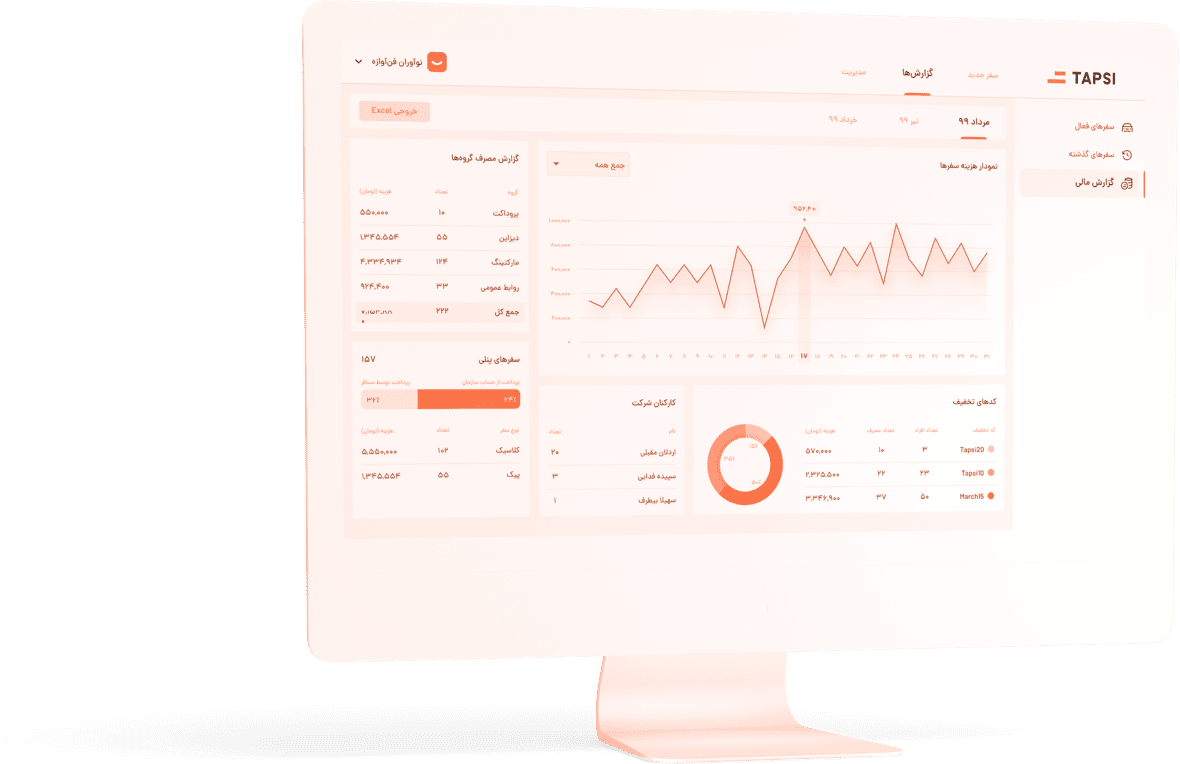 TAPSI
سفر جدید گزارش‌ها مدیریت
نوآوران فن‌آوازه
سفرهای فعال
سفرهای گذشته
گزارش مالی
مرداد ۹۹ تیر ۹۹ خرداد ۹۹
خروجی Excel
نمودار هزینه سفرها
جمع همه
۹۵۶,۴۰
۱,۰۰۰,۰۰۰
۸۰۰,۰۰۰
۶۰۰,۰۰۰
۴۰۰,۰۰۰
۲۰۰,۰۰۰
۰
۱ ۲ ۳ ۴ ۵ ۶ ۷ ۸ ۹ ۱۰ ۱۱ ۱۲ ۱۳ ۱۴ ۱۵ ۱۶ ۱۷ ۱۸ ۱۹ ۲۰ ۲۱ ۲۲ ۲۳ ۲۴ ۲۵ ۲۶ ۲۷ ۲۸ ۲۹ ۳۰ ۳۱
گزارش مصرف گروه‌ها
گروه تعداد هزینه (تومان)
پروداکت ۱۰ ۵۵۰,۰۰۰
دیزاین ۵۵ ۱,۳۴۵,۵۵۴
مارکتینگ ۱۲۴ ۴,۳۳۴,۹۳۴
روابط عمومی ۳۳ ۹۲۴,۴۰۰
جمع کل ۲۲۲
کدهای تخفیف
کد تخفیف تعداد افراد تعداد مصرف هزینه (تومان)
Tapsi20 ۳ ۱۰ ۵۷۰,۰۰۰
Tapsi10 ۲۳ ۲۲ ۲,۳۲۵,۵۰۰
March15 ۵۰ ۳۷ ۳,۳۴۶,۹۰۰
۱۵٪
۳۵٪
۵۰٪
کارکنان شرکت
نام تعداد
اردلان مقبلی ۲۰
سپیده فدایی ۳
سهیلا بیطرف ۱
سفرهای پنلی ۱۵۷
پرداخت از حساب سازمان پرداخت توسط مسافر
۶۴٪ ۳۶٪
نوع سفر تعداد هزینه (تومان)
کلاسیک ۱۰۲ ۵,۵۵۰,۰۰۰
پیک ۵۵ ۱,۳۴۵,۵۵۴